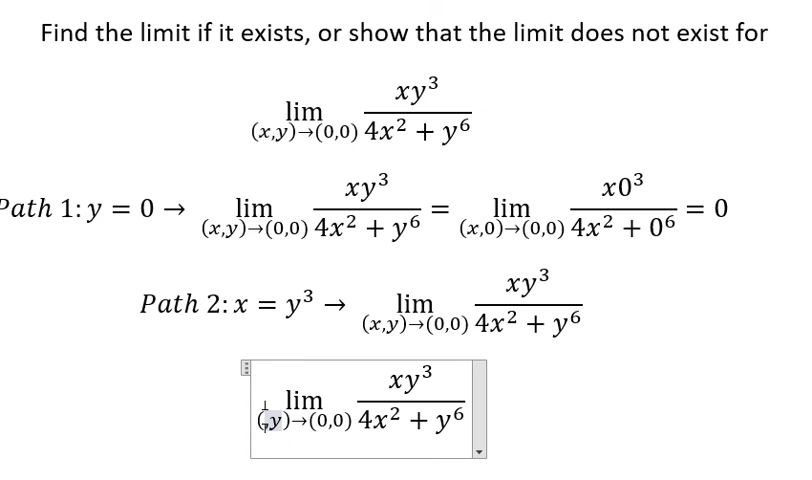 Find the limit if it exists, or show that the limit does not exist for
lim (x,y)→(0,0) xy³ / 4x² + y⁶
Path 1: y = 0 → lim (x,y)→(0,0) xy³ / 4x² + y⁶ = lim (x,0)→(0,0) x0³ / 4x² + 0⁶ = 0
Path 2: x = y³ → lim (x,y)→(0,0) xy³ / 4x² + y⁶
lim (,y)→(0,0) xy³ / 4x² + y⁶